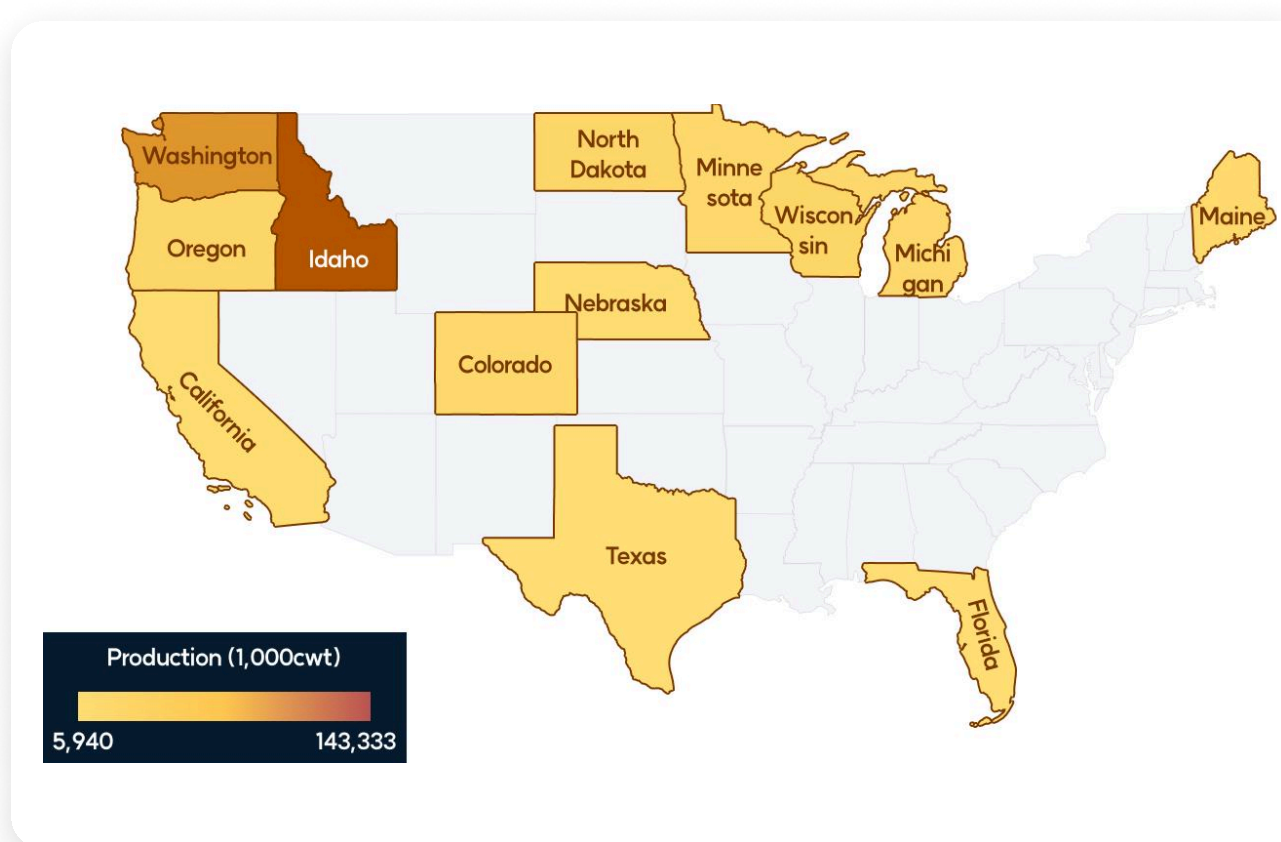 Washington
North
Dakota
Minne
sota
Wiscon
sin
Michi
gan
Maine
Oregon
Idaho
Nebraska
Colorado
California
Texas
Florida
Production (1,000cwt)
5,940
143,333